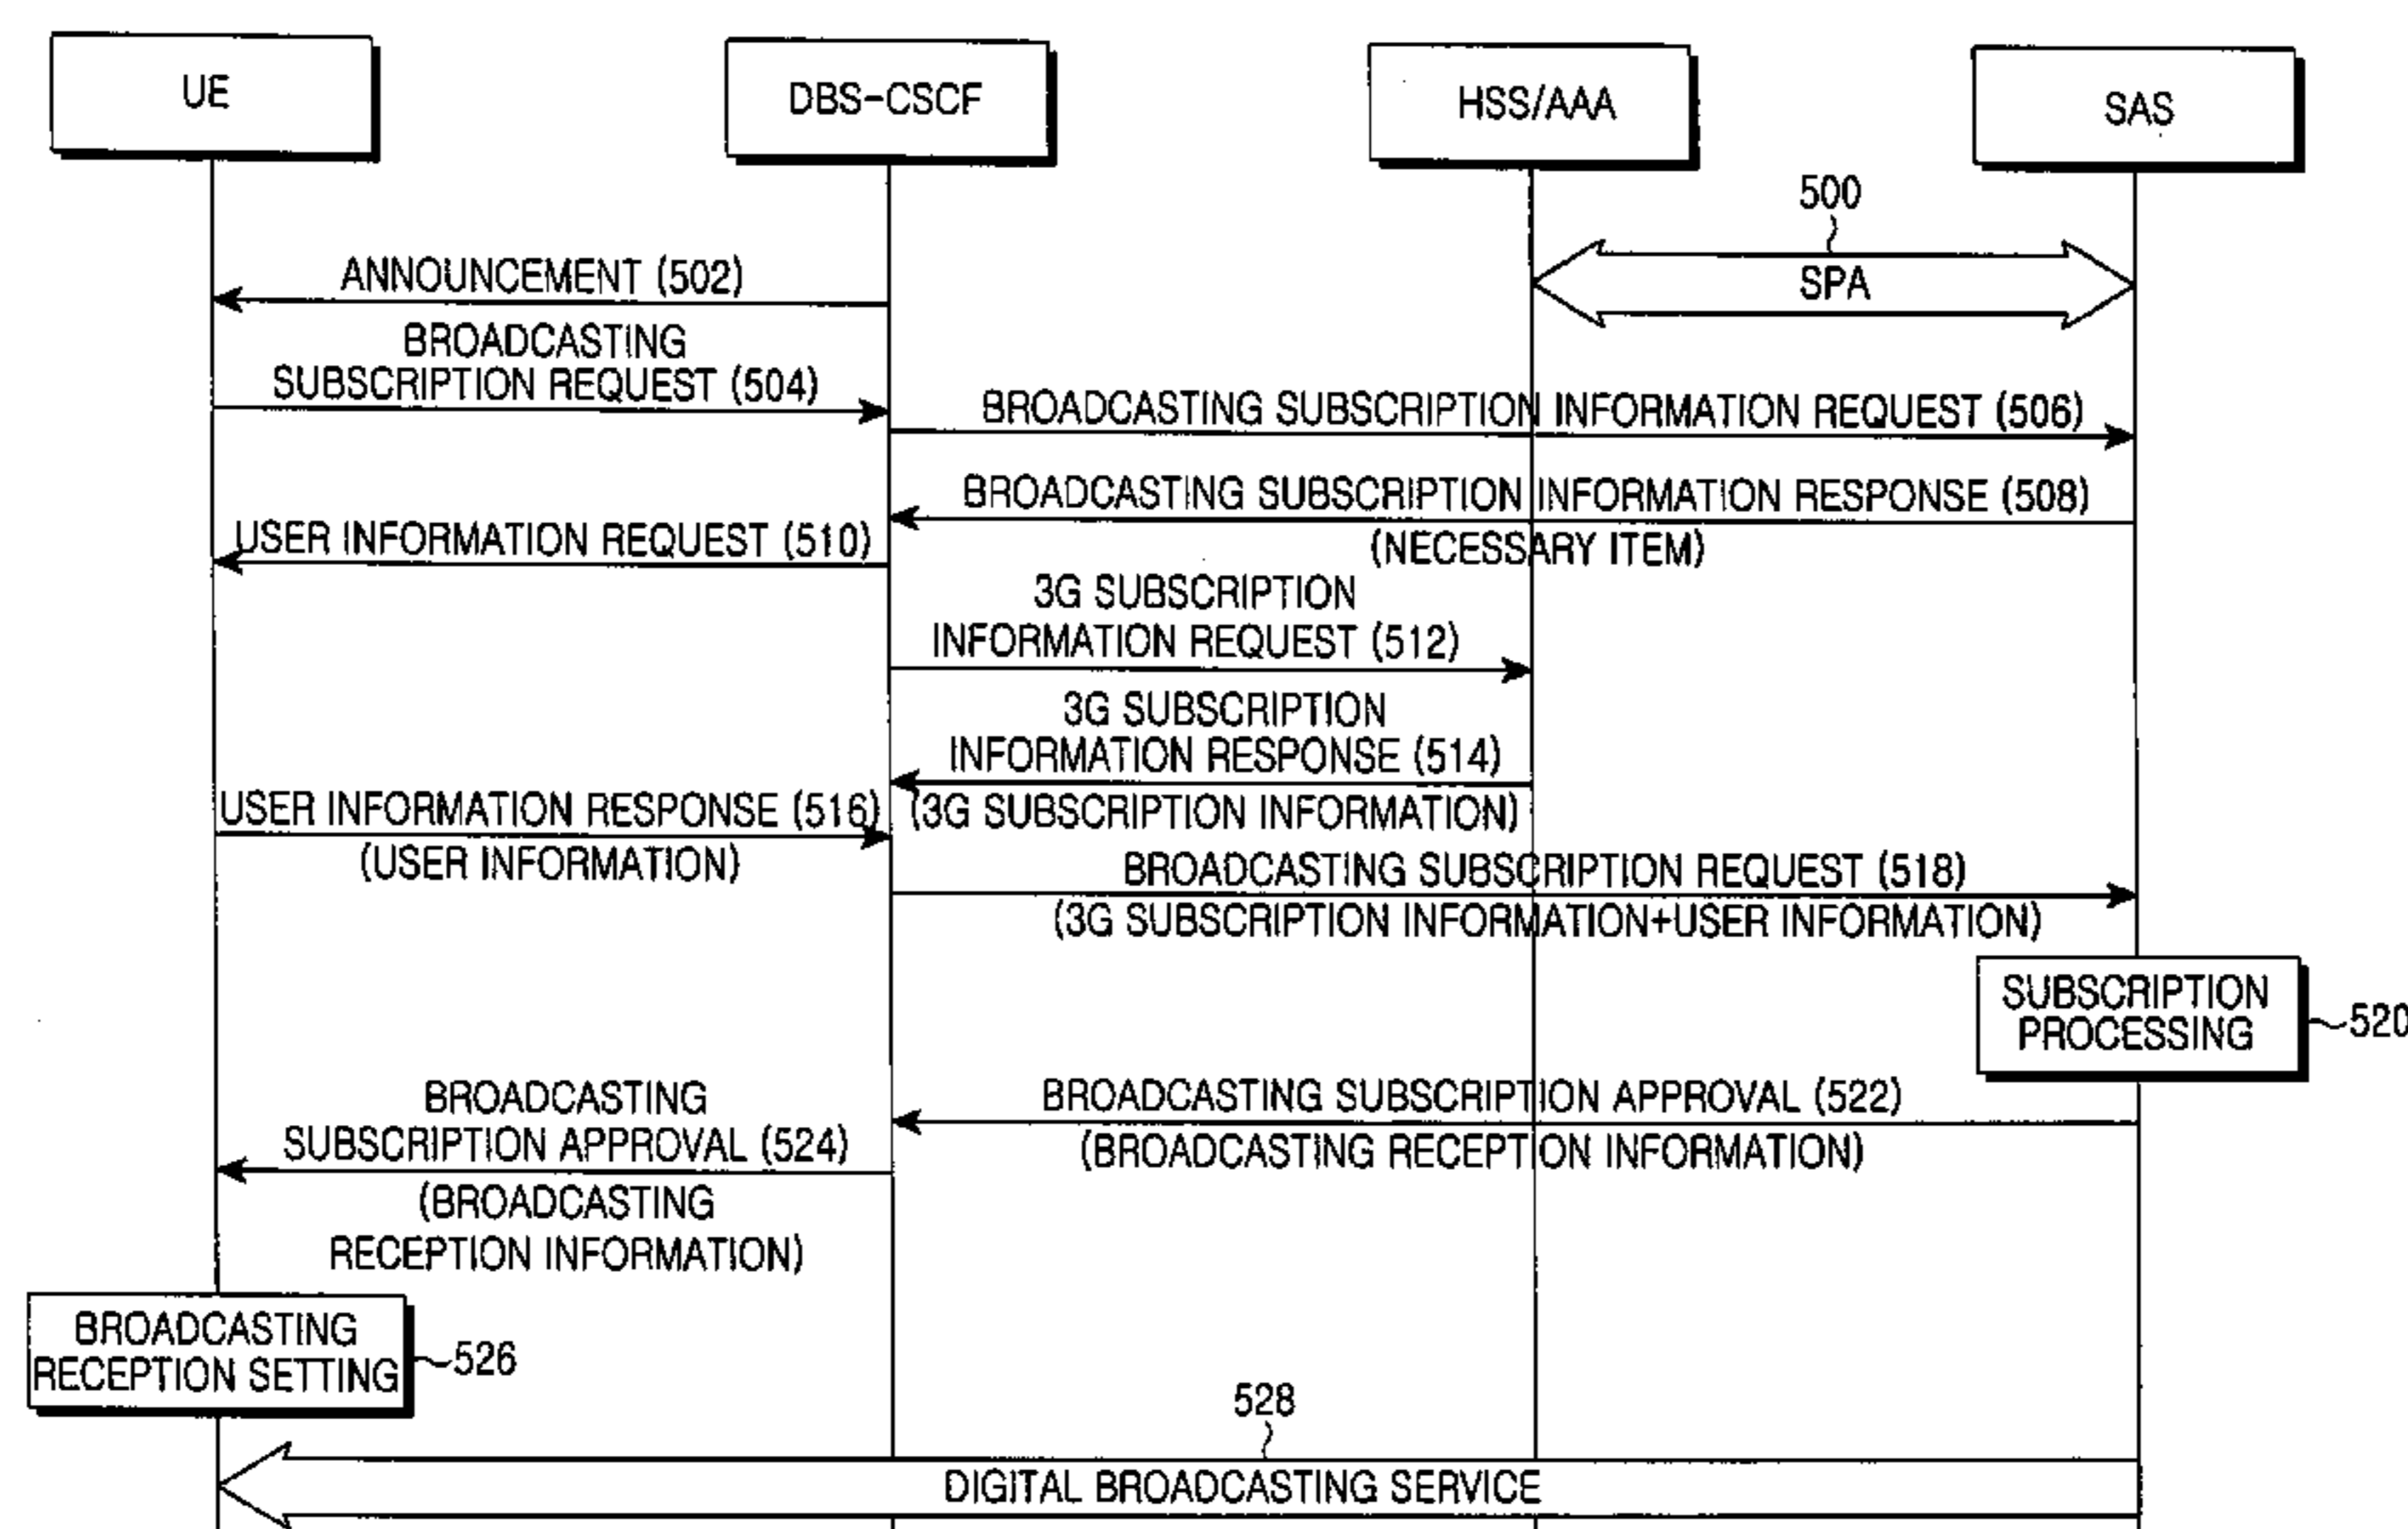 UE
DBS-CSCF
HSS/AAA
SAS
500
SPA
ANNOUNCEMENT (502)
BROADCASTING
SUBSCRIPTION REQUEST (504)
BROADCASTING SUBSCRIPTION INFORMATION REQUEST (506)
BROADCASTING SUBSCRIPTION INFORMATION RESPONSE (508)
(NECESSARY ITEM)
USER INFORMATION REQUEST (510)
3G SUBSCRIPTION
INFORMATION REQUEST (512)
3G SUBSCRIPTION
INFORMATION RESPONSE (514)
(3G SUBSCRIPTION INFORMATION)
USER INFORMATION RESPONSE (516)
(USER INFORMATION)
BROADCASTING SUBSCRIPTION REQUEST (518)
(3G SUBSCRIPTION INFORMATION+USER INFORMATION)
SUBSCRIPTION
PROCESSING
520
BROADCASTING SUBSCRIPTION APPROVAL (522)
(BROADCASTING RECEPTION INFORMATION)
BROADCASTING
SUBSCRIPTION APPROVAL (524)
(BROADCASTING
RECEPTION INFORMATION)
BROADCASTING
RECEPTION SETTING
526
528
DIGITAL BROADCASTING SERVICE